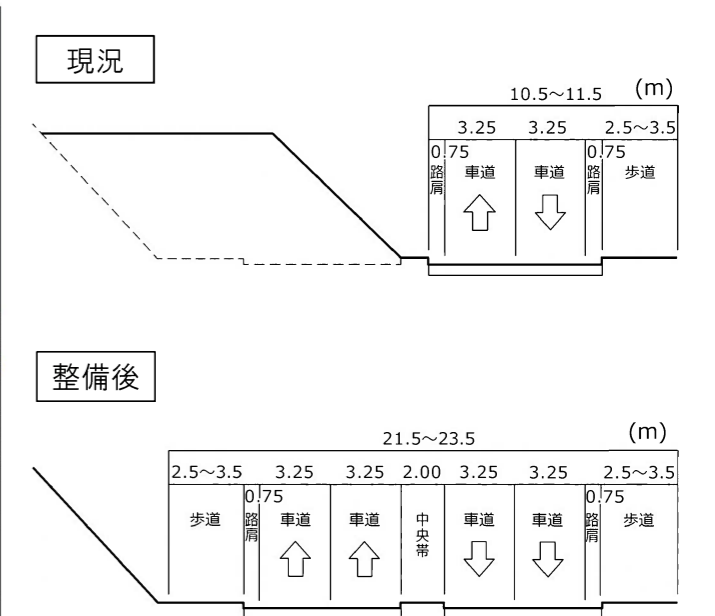 現況
(m)
10.5～11.5
3.25 3.25 2.5～3.5
0.75 0.75
路肩 車道 車道 路肩 歩道
整備後
(m)
21.5～23.5
2.5～3.5 3.25 3.25 2.00 3.25 3.25 2.5～3.5
0.75 0.75
歩道 路肩 車道 車道 中央帯 車道 車道 路肩 歩道